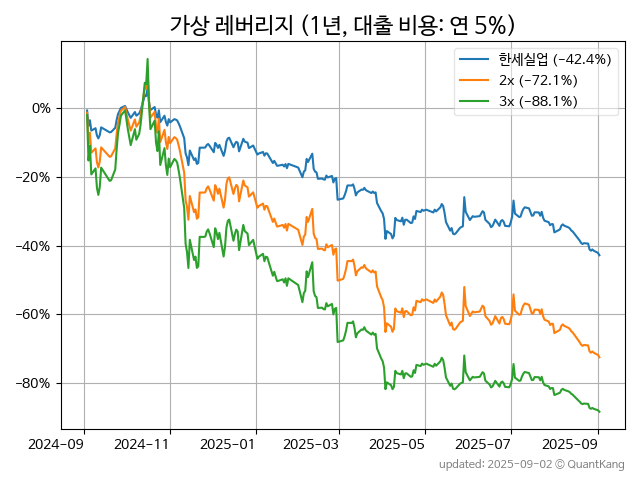 가상 레버리지 (1년, 대출 비용: 연 5%)
한세실업 (−42.4%)
2x (−72.1%)
3x (−88.1%)
0%
−20%
−40%
−60%
−80%
2024-09 2024-11 2025-01 2025-03 2025-05 2025-07 2025-09
updated: 2025-09-02 © QuantKang